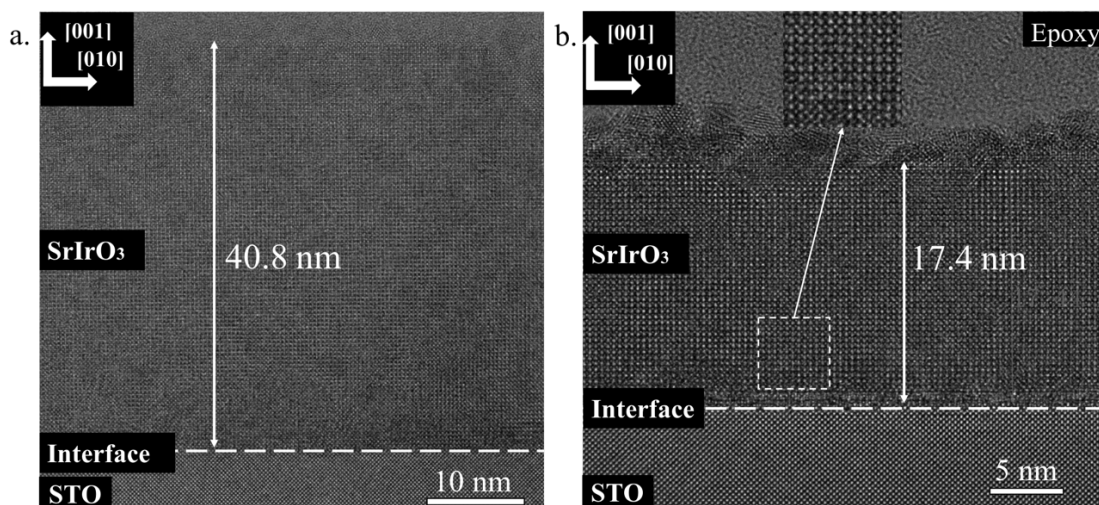 a.
[001]
[010]
SrIrO₃
40.8 nm
Interface
STO
10 nm
b.
[001]
[010]
Epoxy
SrIrO₃
17.4 nm
Interface
STO
5 nm